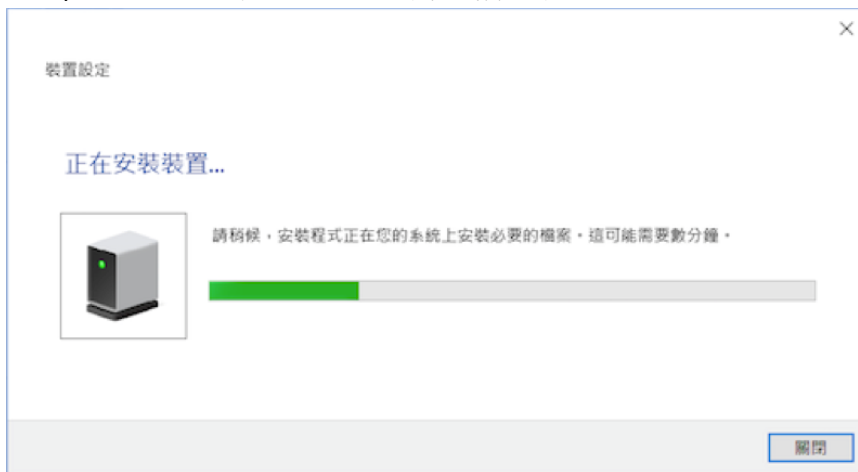 裝置設定
正在安裝裝置...
請稍候，安裝程式正在您的系統上安裝必要的檔案。這可能需要數分鐘。
關閉